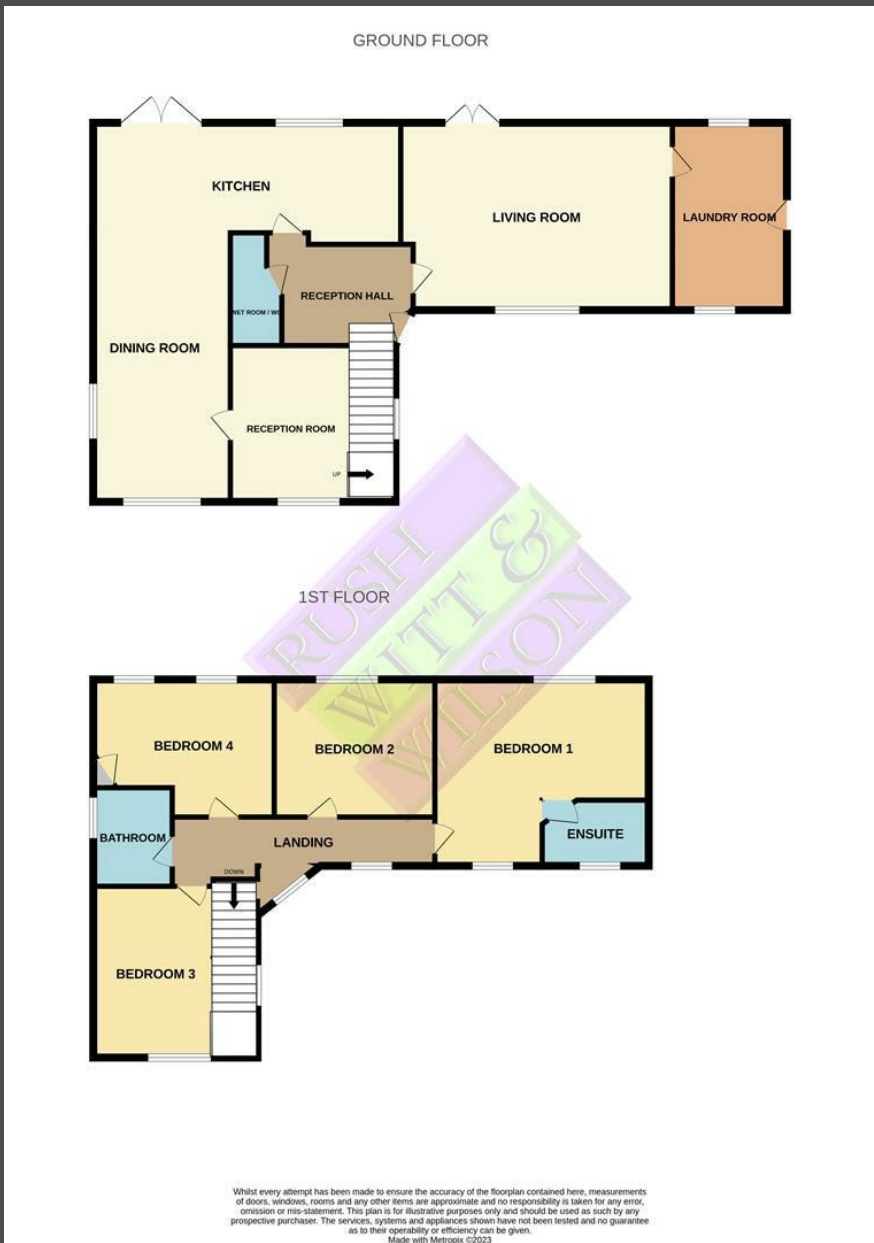 GROUND FLOOR
KITCHEN
LIVING ROOM
LAUNDRY ROOM
WET ROOM / WC
RECEPTION HALL
DINING ROOM
RECEPTION ROOM
UP
RUSH
WITT &
WILSON
1ST FLOOR
BEDROOM 4
BEDROOM 2
BEDROOM 1
BATHROOM
LANDING
ENSUITE
DOWN
BEDROOM 3
Whilst every attempt has been made to ensure the accuracy of the floorplan contained here, measurements
of doors, windows, rooms and any other items are approximate and no responsibility is taken for any error,
omission or mis-statement. This plan is for illustrative purposes only and should be used as such by any
prospective purchaser. The services, systems and appliances shown have not been tested and no guarantee
as to their operability or efficiency can be given.
Made with Metropix ©2023